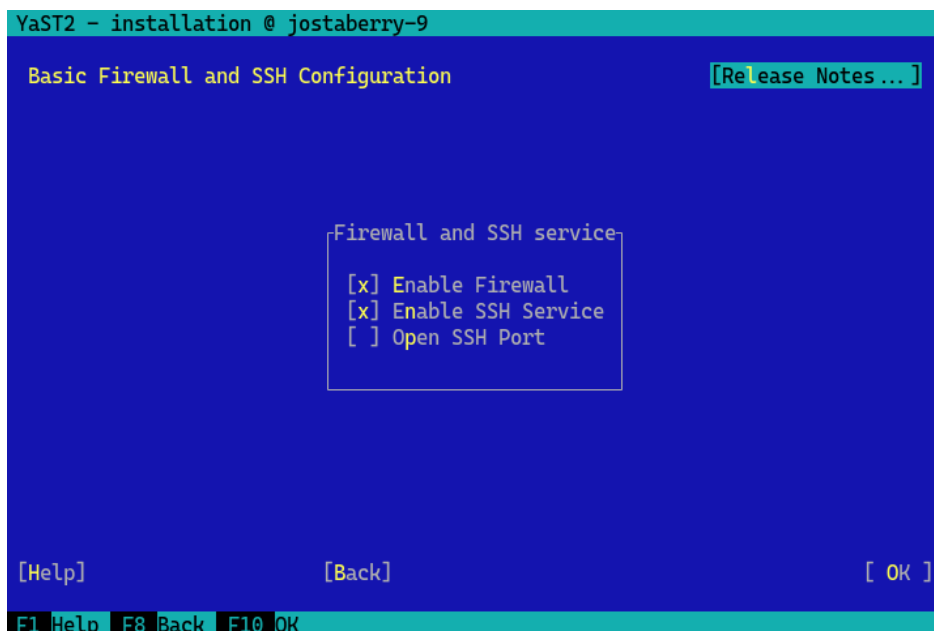 YaST2 - installation @ jostaberry-9
Basic Firewall and SSH Configuration [Release Notes...]
Firewall and SSH service
[x] Enable Firewall
[x] Enable SSH Service
[ ] Open SSH Port
[Help] [Back] [ OK ]
F1 Help F8 Back F10 OK